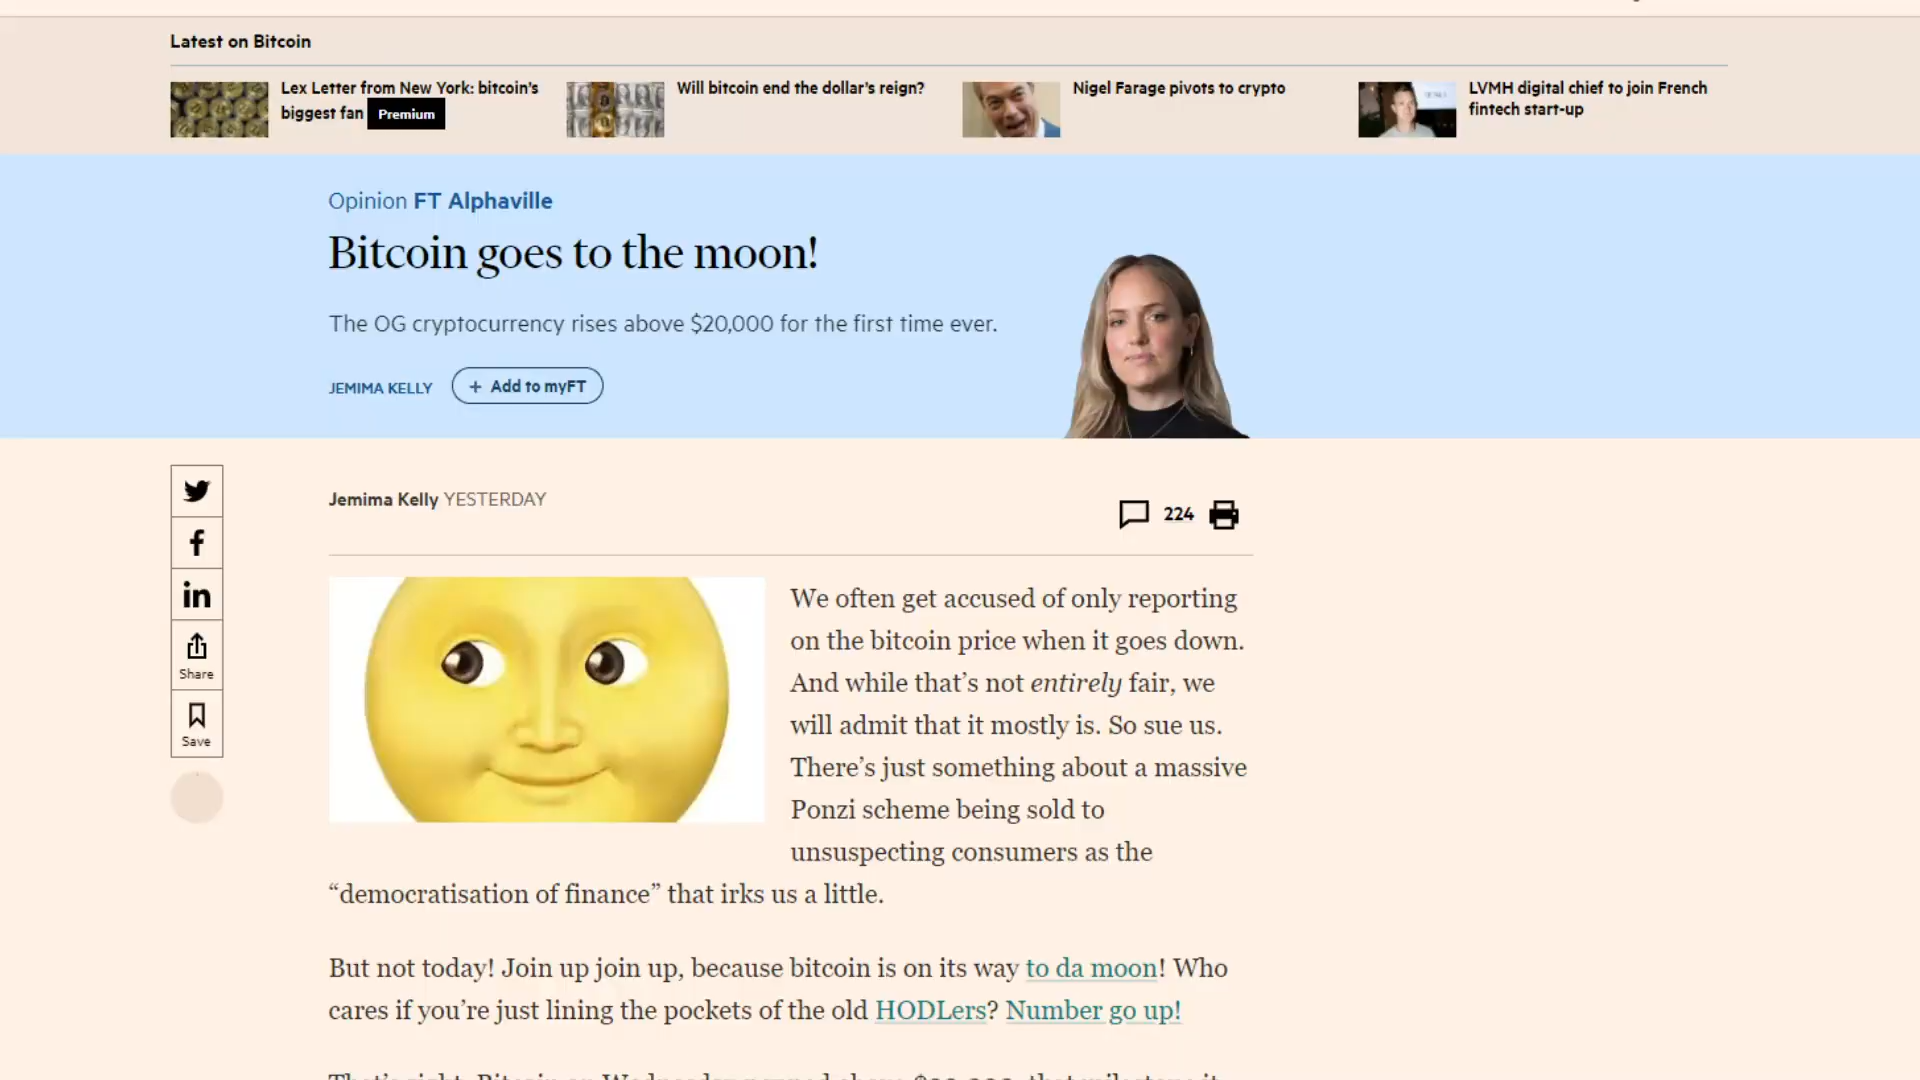 Latest on Bitcoin
Lex Letter from New York: bitcoin's
biggest fan Premium
Will bitcoin end the dollar's reign?
Nigel Farage pivots to crypto
LVMH digital chief to join French
fintech start-up
Opinion FT Alphaville
Bitcoin goes to the moon!
The OG cryptocurrency rises above $20,000 for the first time ever.
JEMIMA KELLY
+ Add to myFT
Jemima Kelly YESTERDAY
224
Share
Save
We often get accused of only reporting
on the bitcoin price when it goes down.
And while that's not entirely fair, we
will admit that it mostly is. So sue us.
There's just something about a massive
Ponzi scheme being sold to
unsuspecting consumers as the
“democratisation of finance” that irks us a little.
But not today! Join up join up, because bitcoin is on its way to da moon! Who
cares if you're just lining the pockets of the old HODLers? Number go up!